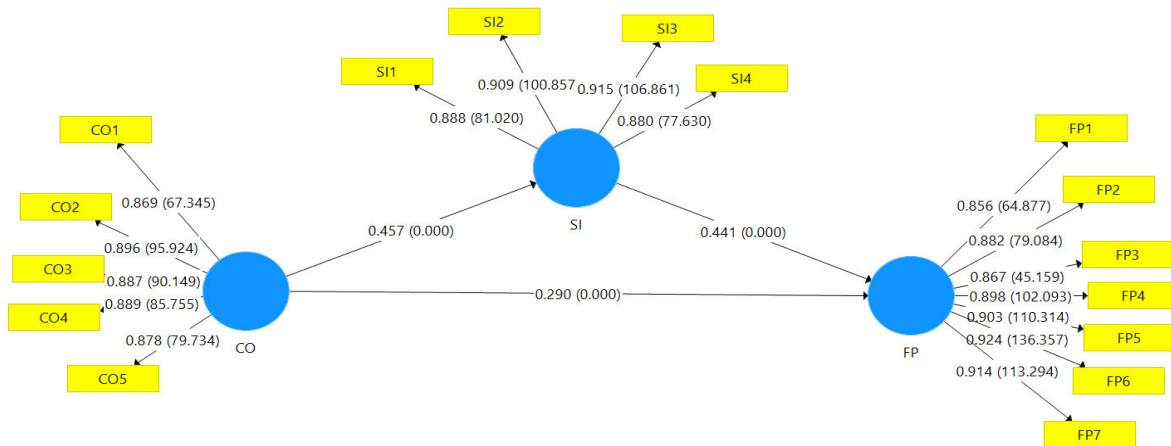 SI2
SI3
SI1
SI4
0.909 (100.857
0.915 (106.861)
0.888 (81.020)
0.880 (77.630)
CO1
CO2
CO3
CO4
CO5
0.869 (67.345)
0.896 (95.924)
0.887 (90.149)
0.889 (85.755)
0.878 (79.734)
CO
0.457 (0.000)
SI
0.441 (0.000)
0.290 (0.000)
FP
FP1
FP2
FP3
FP4
FP5
FP6
FP7
0.856 (64.877)
0.882 (79.084)
0.867 (45.159)
0.898 (102.093)
0.903 (110.314)
0.924 (136.357)
0.914 (113.294)